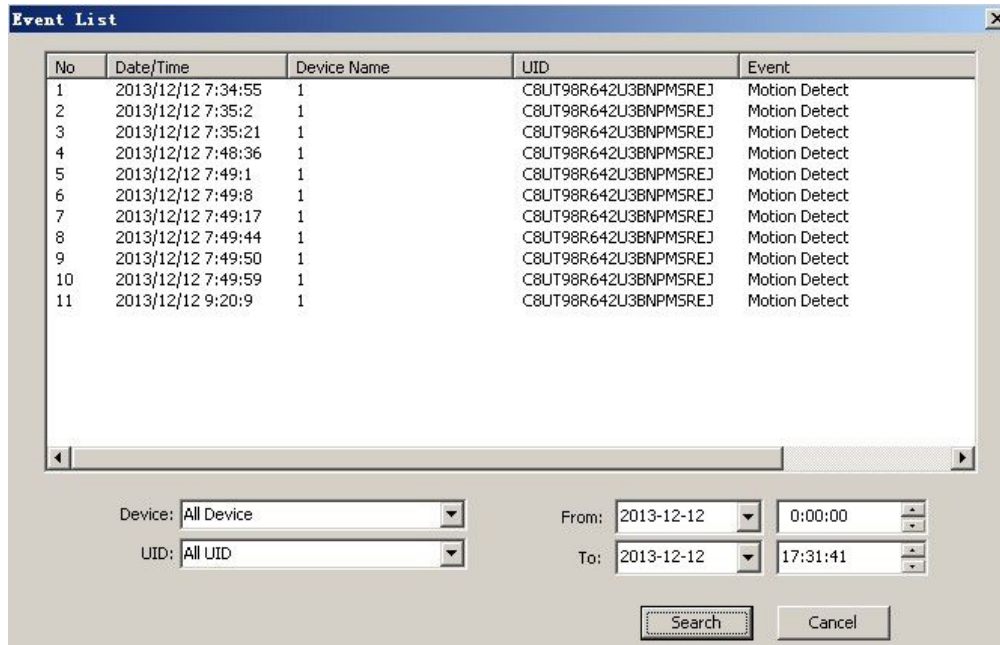 Event List
No Date/Time Device Name UID Event
1 2013/12/12 7:34:55 1 C8UT98R642U3BNPMSREJ Motion Detect
2 2013/12/12 7:35:2 1 C8UT98R642U3BNPMSREJ Motion Detect
3 2013/12/12 7:35:21 1 C8UT98R642U3BNPMSREJ Motion Detect
4 2013/12/12 7:48:36 1 C8UT98R642U3BNPMSREJ Motion Detect
5 2013/12/12 7:49:1 1 C8UT98R642U3BNPMSREJ Motion Detect
6 2013/12/12 7:49:8 1 C8UT98R642U3BNPMSREJ Motion Detect
7 2013/12/12 7:49:17 1 C8UT98R642U3BNPMSREJ Motion Detect
8 2013/12/12 7:49:44 1 C8UT98R642U3BNPMSREJ Motion Detect
9 2013/12/12 7:49:50 1 C8UT98R642U3BNPMSREJ Motion Detect
10 2013/12/12 7:49:59 1 C8UT98R642U3BNPMSREJ Motion Detect
11 2013/12/12 9:20:9 1 C8UT98R642U3BNPMSREJ Motion Detect
Device: All Device From: 2013-12-12 0:00:00
UID: All UID To: 2013-12-12 17:31:41
Search Cancel